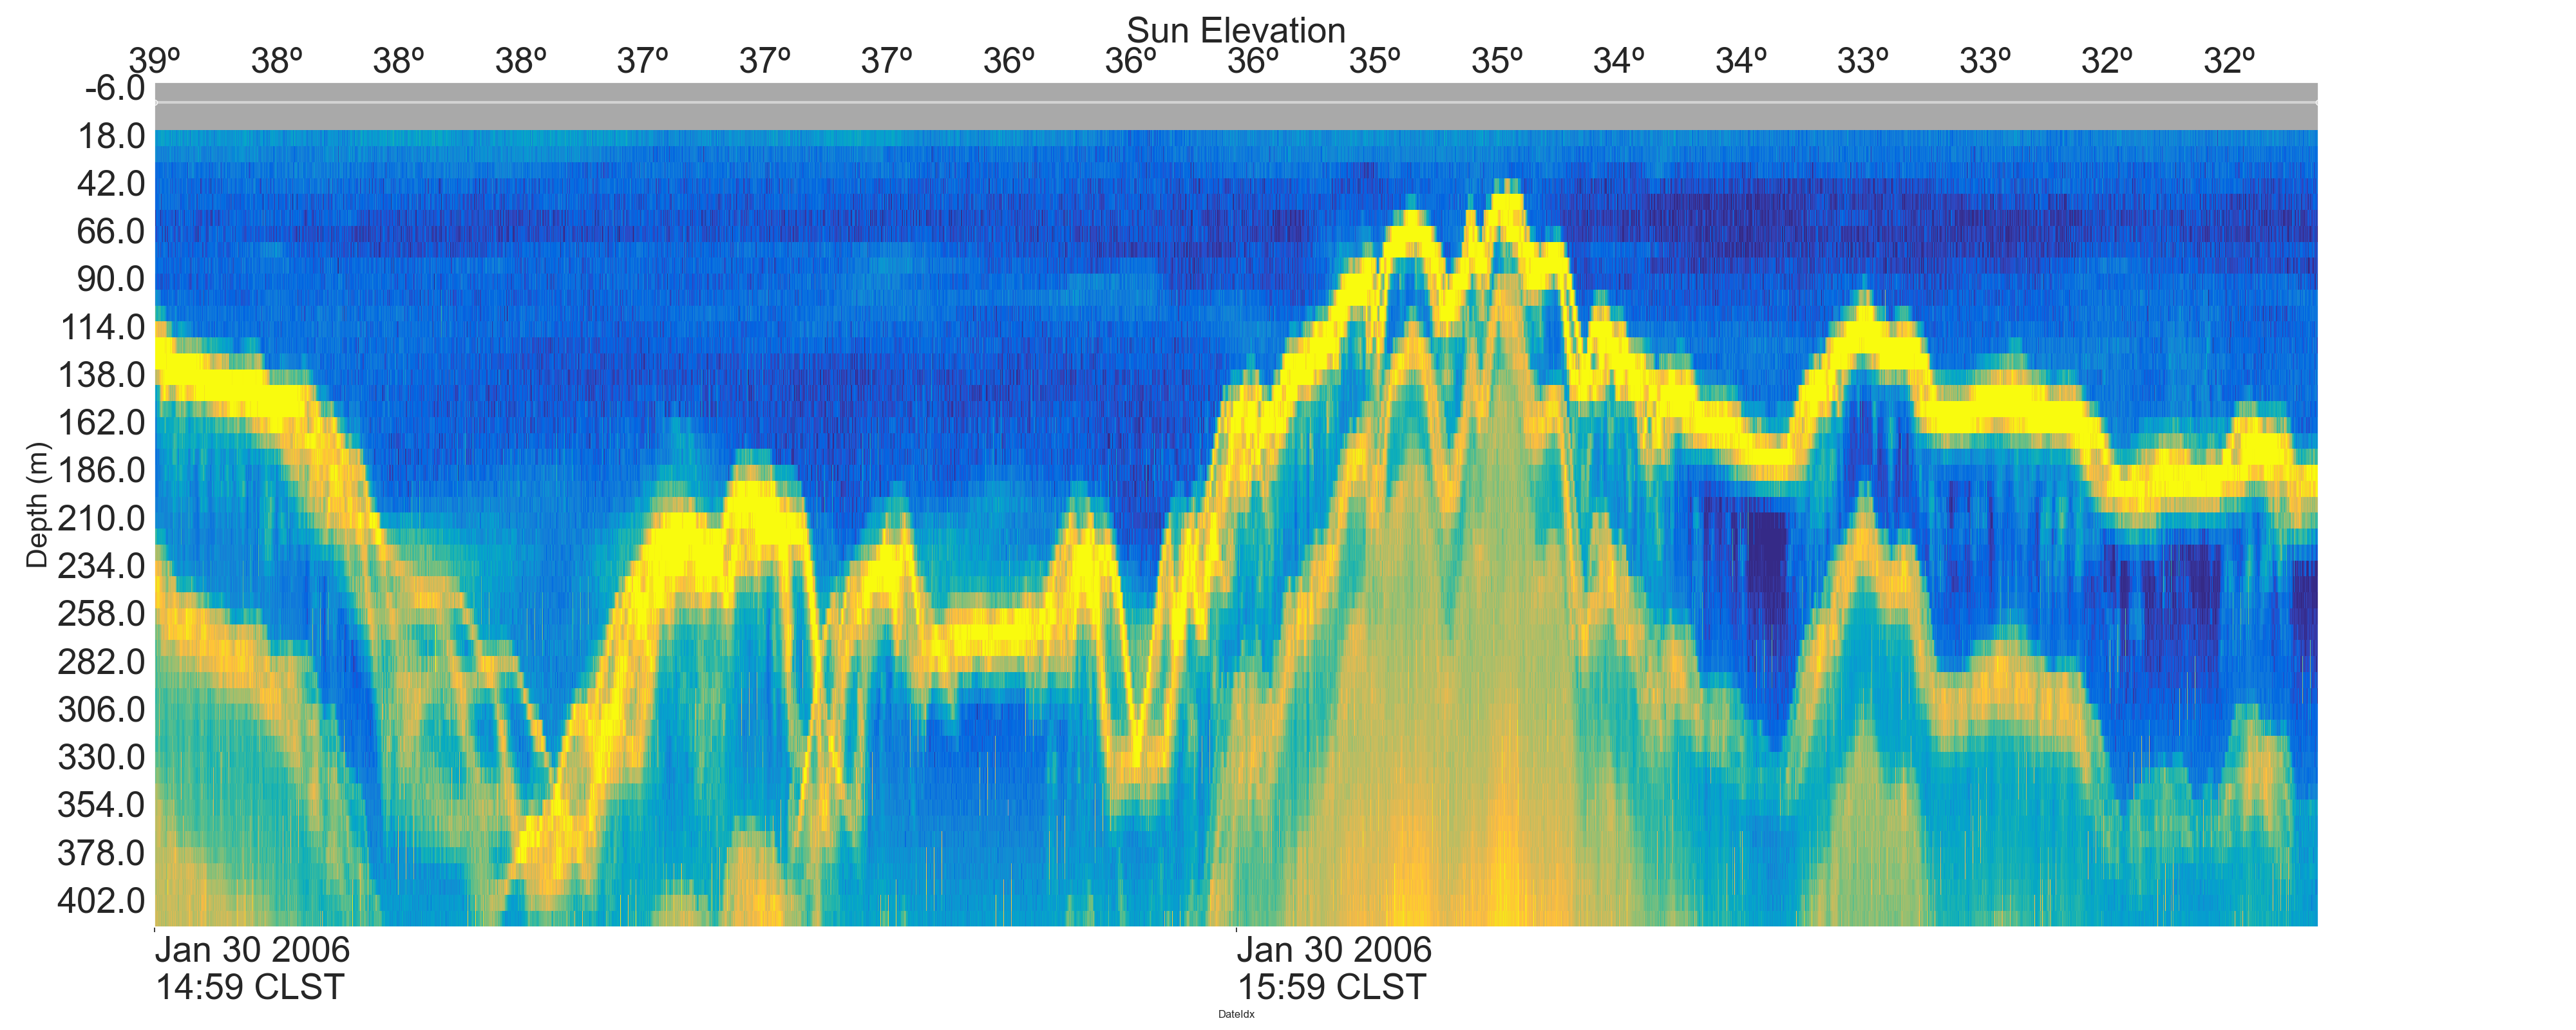 Sun Elevation
39º 38º 38º 38º 37º 37º 37º 36º 36º 36º 35º 35º 34º 34º 33º 33º 32º 32º
-6.0
18.0
42.0
66.0
90.0
114.0
138.0
162.0
186.0
210.0
234.0
258.0
282.0
306.0
330.0
354.0
378.0
402.0
Depth (m)
Jan 30 2006
14:59 CLST
Jan 30 2006
15:59 CLST
DateIdx